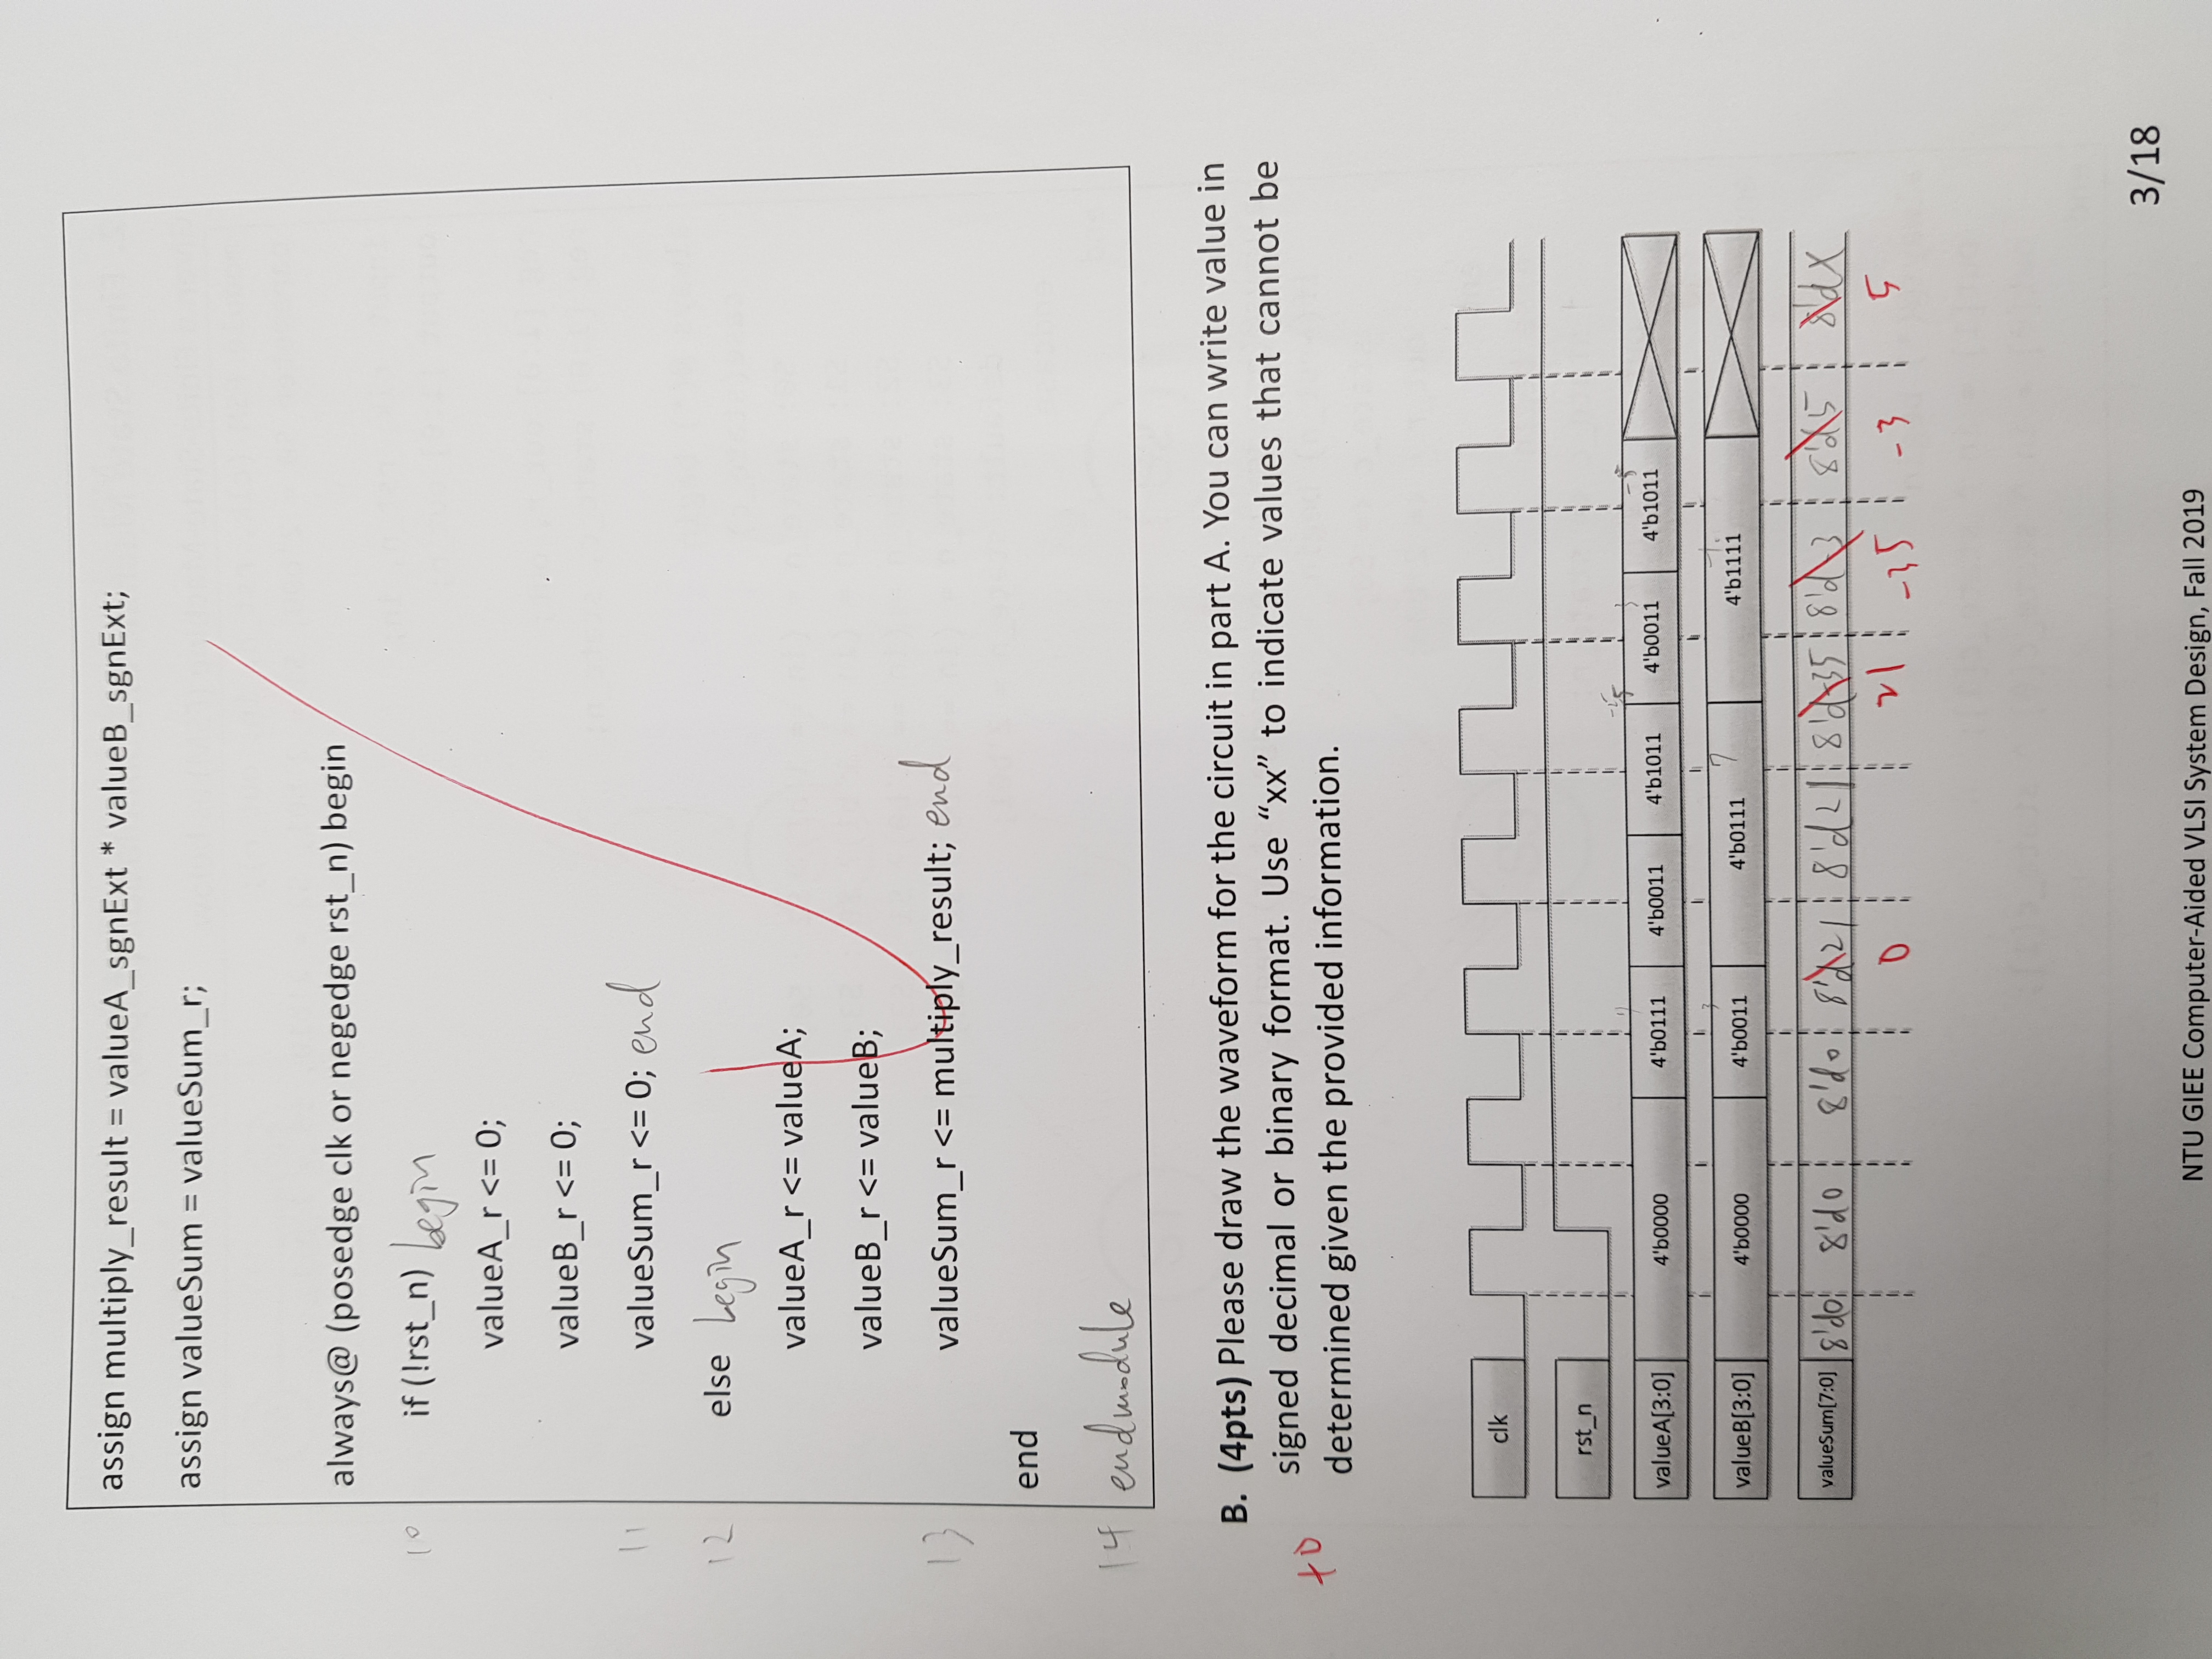 assign multiply_result = valueA_sgnExt * valueB_sgnExt;
assign valueSum = valueSum_r;
always@ (posedge clk or negedge rst_n) begin
10 if (!rst_n) begin
valueA_r <= 0;
valueB_r <= 0;
11 valueSum_r <= 0; end
12 else begin
valueA_r <= valueA;
valueB_r <= valueB;
13 valueSum_r <= multiply_result; end
end
14 endmodule
B. (4pts) Please draw the waveform for the circuit in part A. You can write value in
signed decimal or binary format. Use “xx” to indicate values that cannot be
+0 determined given the provided information.
clk
rst_n
7 -5 3 -5
valueA[3:0] 4'b0000 4'b0111 4'b0011 4'b1011 4'b0011 4'b1011
3 7 -1
valueB[3:0] 4'b0000 4'b0011 4'b0111 4'b1111
valueSum[7:0] 8'd0 8'd0 8'd0 8'd21 8'd21 8'd-35 8'd-3 8'd5 8'dX
0 21 -35 -3 5
3/18
NTU GIEE Computer-Aided VLSI System Design, Fall 2019